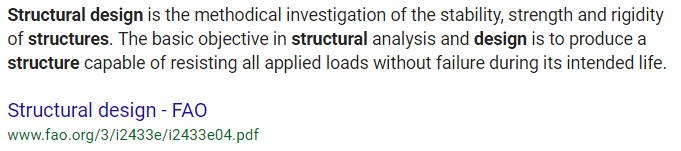 Structural design is the methodical investigation of the stability, strength and rigidity
of structures. The basic objective in structural analysis and design is to produce a
structure capable of resisting all applied loads without failure during its intended life.
Structural design - FAO
www.fao.org/3/i2433e/i2433e04.pdf